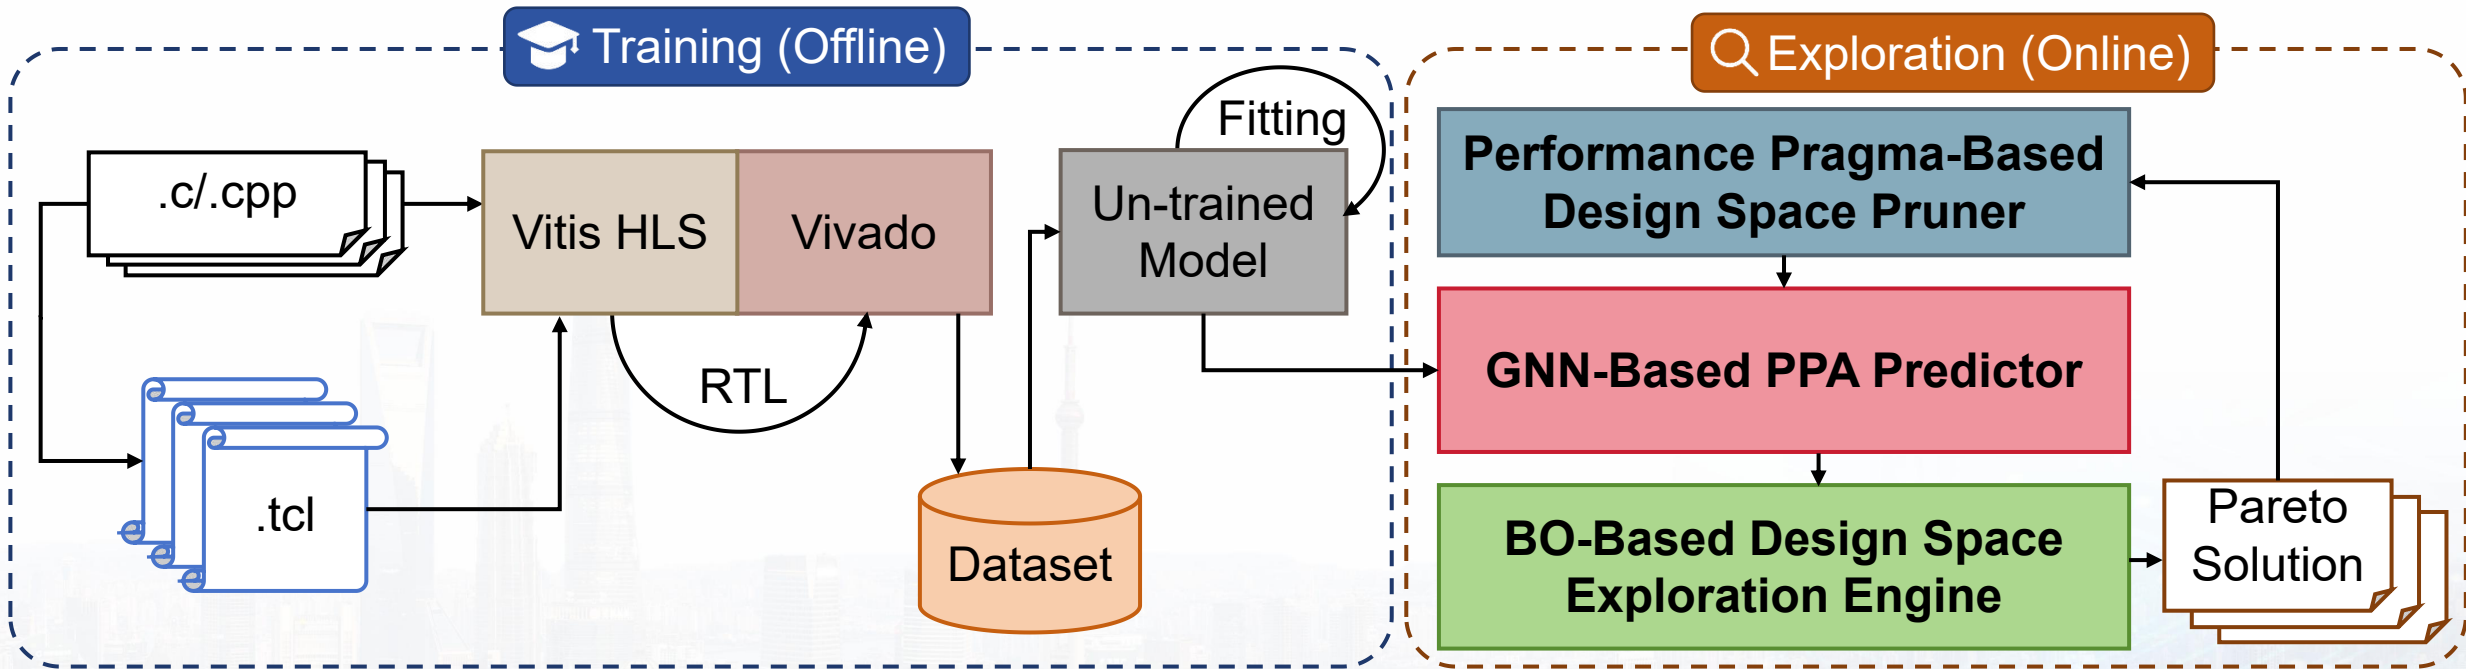 Training (Offline)
.c/.cpp
.tcl
Vitis HLS
Vivado
RTL
Dataset
Fitting
Un-trained
Model
Exploration (Online)
Performance Pragma-Based
Design Space Pruner
GNN-Based PPA Predictor
BO-Based Design Space
Exploration Engine
Pareto
Solution